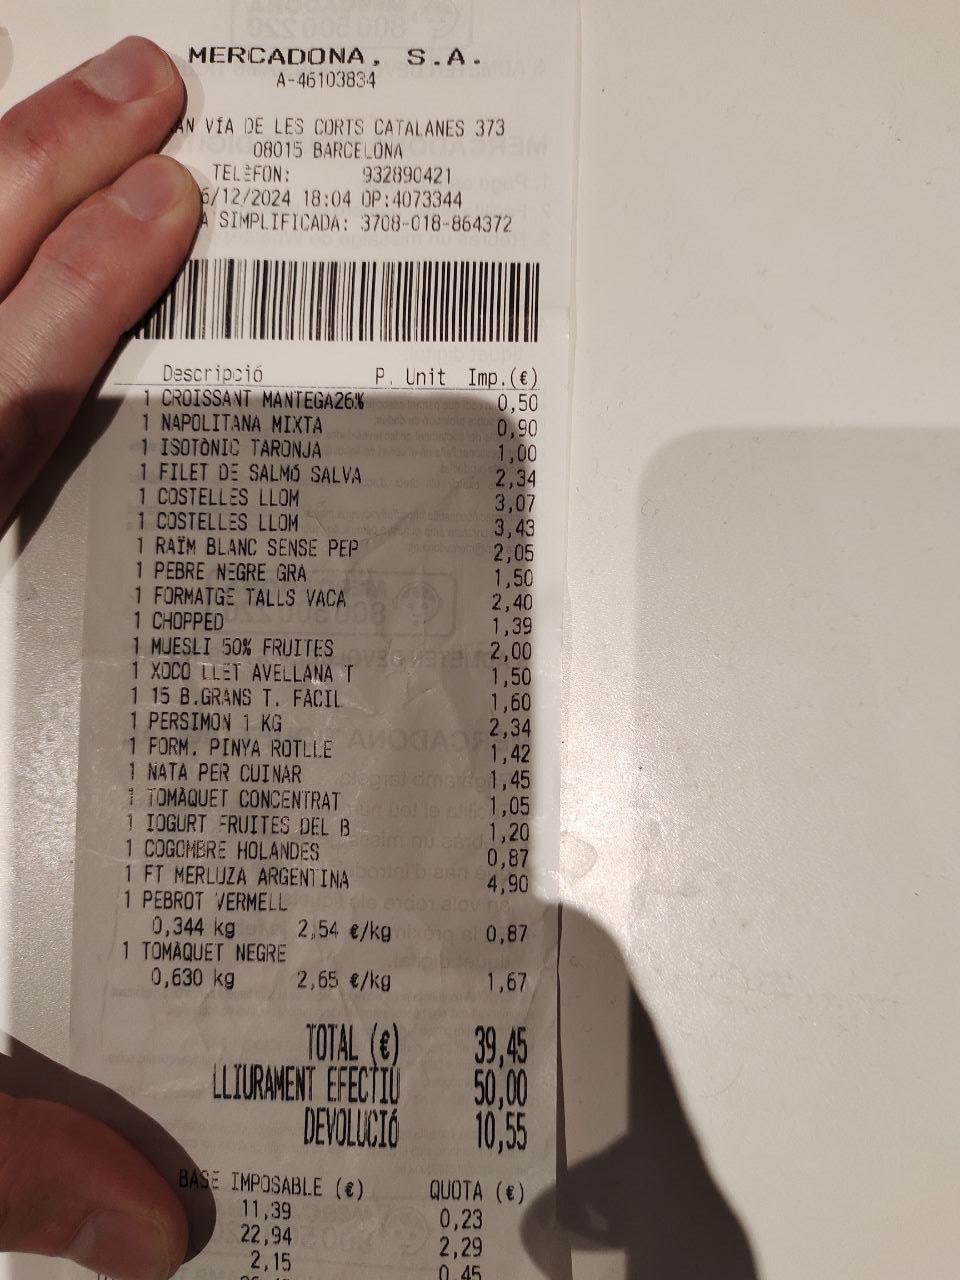 MERCADONA, S.A.
A-46103834
VÍA DE LES CORTS CATALANES 373
08015 BARCELONA
TELÈFON: 932890421
6/12/2024 18:04 OP:4073344
SIMPLIFICADA: 3708-018-864372
Descripció P. Unit Imp.(€)
1 CROISSANT MANTEGA26% 0,50
1 NAPOLITANA MIXTA 0,90
1 ISOTÒNIC TARONJA 1,00
1 FILET DE SALMÓ SALVA 2,34
1 COSTELLES LLOM 3,07
1 COSTELLES LLOM 3,43
1 RAÏM BLANC SENSE PEP 2,05
1 PEBRE NEGRE GRA 1,50
1 FORMATGE TALLS VACA 2,40
1 CHOPPED 1,39
1 MUESLI 50% FRUITES 2,00
1 XOCO LLET AVELLANA T 1,50
1 15 B.GRANS T. FÀCIL 1,60
1 PERSIMON 1 KG 2,34
1 FORM. PINYA ROTLLE 1,42
1 NATA PER CUINAR 1,45
1 TOMÀQUET CONCENTRAT 1,05
1 IOGURT FRUITES DEL B 1,20
1 COGOMBRE HOLANDES 0,87
1 FT MERLUZA ARGENTINA 4,90
1 PEBROT VERMELL
0,344 kg 2,54 €/kg 0,87
1 TOMÀQUET NEGRE
0,630 kg 2,65 €/kg 1,67
TOTAL (€) 39,45
LLIURAMENT EFECTIU 50,00
DEVOLUCIÓ 10,55
BASE IMPOSABLE (€) QUOTA (€)
11,39 0,23
22,94 2,29
2,15 0,45